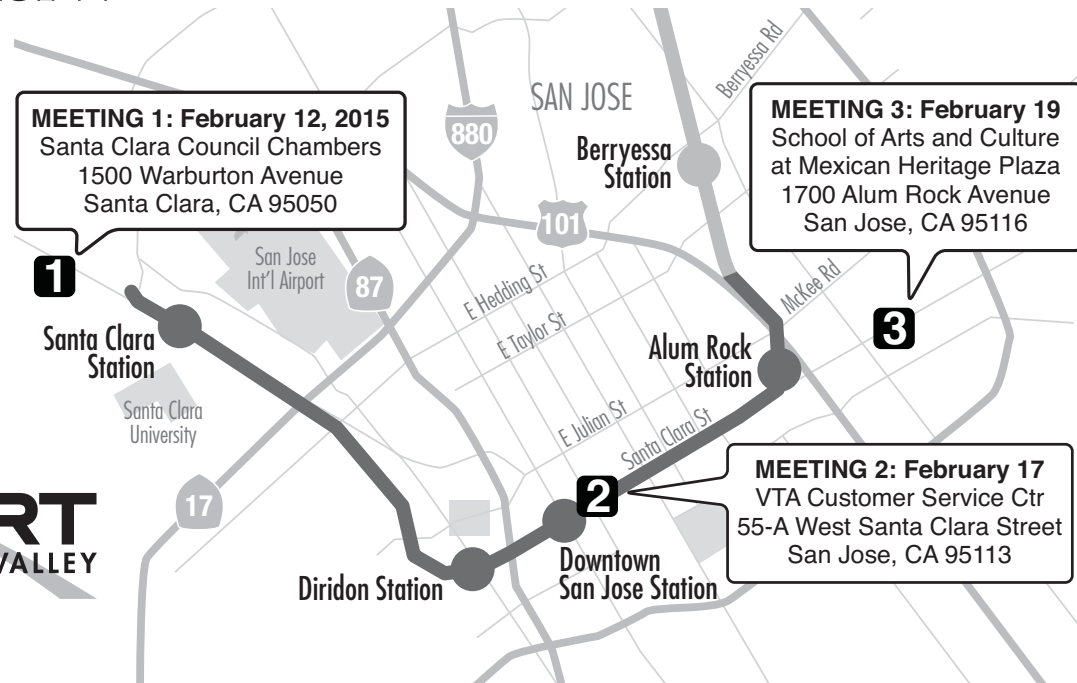 MEETING 1: February 12, 2015
Santa Clara Council Chambers
1500 Warburton Avenue
Santa Clara, CA 95050
SAN JOSE
880
Berryessa Rd
Berryessa
Station
MEETING 3: February 19
School of Arts and Culture
at Mexican Heritage Plaza
1700 Alum Rock Avenue
San Jose, CA 95116
101
1
San Jose
Int'l Airport
87
E Hedding St
McKee Rd
3
Santa Clara
Station
E Taylor St
Alum Rock
Station
Santa Clara
University
E Julian St
Santa Clara St
17
2
MEETING 2: February 17
VTA Customer Service Ctr
55-A West Santa Clara Street
San Jose, CA 95113
RT
VALLEY
Diridon Station
Downtown
San Jose Station